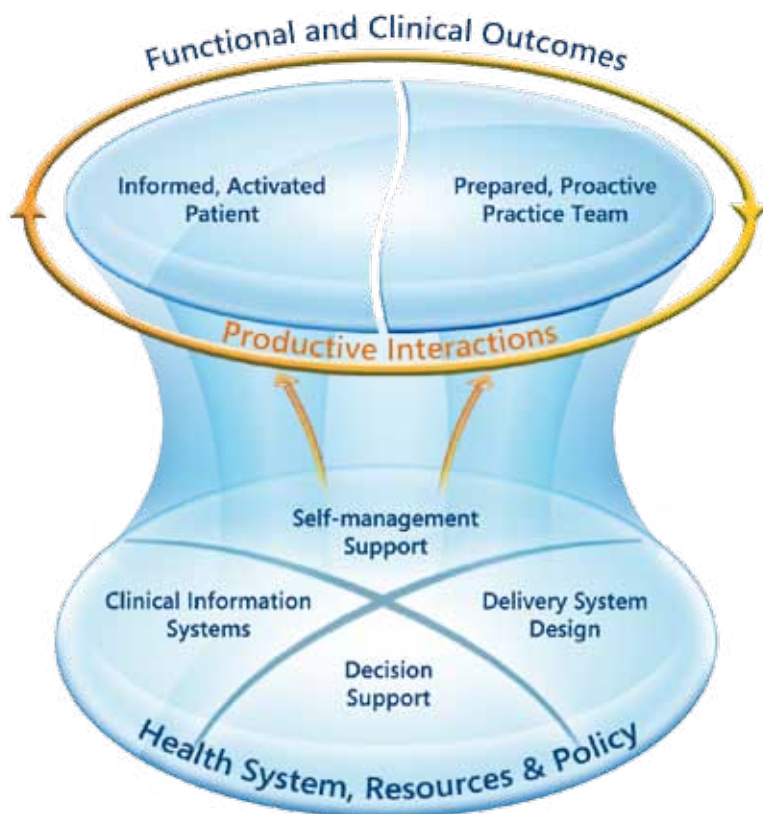 Functional and Clinical Outcomes
Informed, Activated
Patient
Prepared, Proactive
Practice Team
Productive Interactions
Self-management
Support
Clinical Information
Systems
Delivery System
Design
Decision
Support
Health System, Resources & Policy